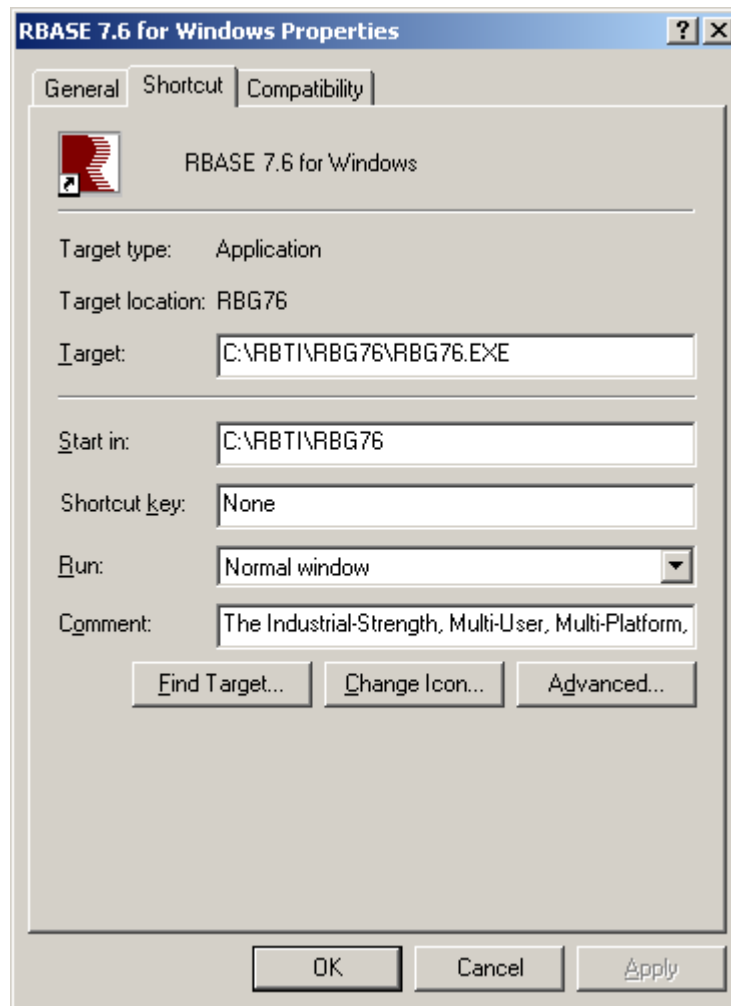 RBASE 7.6 for Windows Properties
General Shortcut Compatibility
RBASE 7.6 for Windows
Target type: Application
Target location: RBG76
Target: C:\RBTI\RBG76\RBG76.EXE
Start in: C:\RBTI\RBG76
Shortcut key: None
Run: Normal window
Comment: The Industrial-Strength, Multi-User, Multi-Platform,
Find Target... Change Icon... Advanced...
OK Cancel Apply